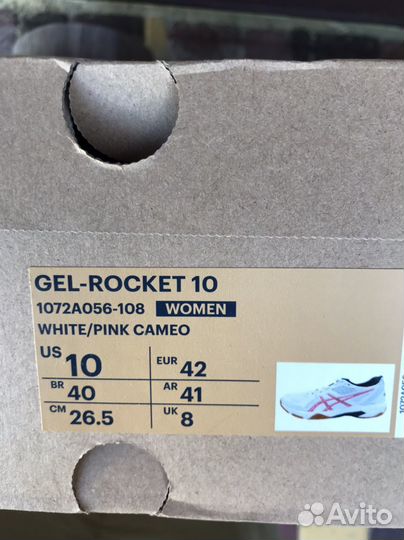 GEL-ROCKET 10
1072A056-108 WOMEN
WHITE/PINK CAMEO
US 10 EUR 42
BR 40 AR 41
CM 26.5 UK 8
Avito